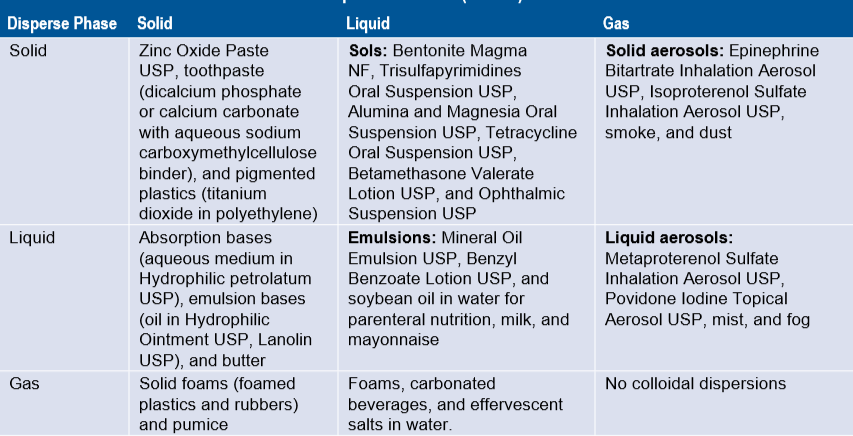 Disperse Phase Solid Liquid Gas
Solid
Zinc Oxide Paste
USP, toothpaste
(dicalcium phosphate
or calcium carbonate
with aqueous sodium
carboxymethylcellulose
binder), and pigmented
plastics (titanium
dioxide in polyethylene)
Sols: Bentonite Magma
NF, Trisulfapyrimidines
Oral Suspension USP,
Alumina and Magnesia Oral
Suspension USP, Tetracycline
Oral Suspension USP,
Betamethasone Valerate
Lotion USP, and Ophthalmic
Suspension USP
Solid aerosols: Epinephrine
Bitartrate Inhalation Aerosol
USP, Isoproterenol Sulfate
Inhalation Aerosol USP,
smoke, and dust
Liquid
Absorption bases
(aqueous medium in
Hydrophilic petrolatum
USP), emulsion bases
(oil in Hydrophilic
Ointment USP, Lanolin
USP), and butter
Emulsions: Mineral Oil
Emulsion USP, Benzyl
Benzoate Lotion USP, and
soybean oil in water for
parenteral nutrition, milk, and
mayonnaise
Liquid aerosols:
Metaproterenol Sulfate
Inhalation Aerosol USP,
Povidone Iodine Topical
Aerosol USP, mist, and fog
Gas
Solid foams (foamed
plastics and rubbers)
and pumice
Foams, carbonated
beverages, and effervescent
salts in water.
No colloidal dispersions